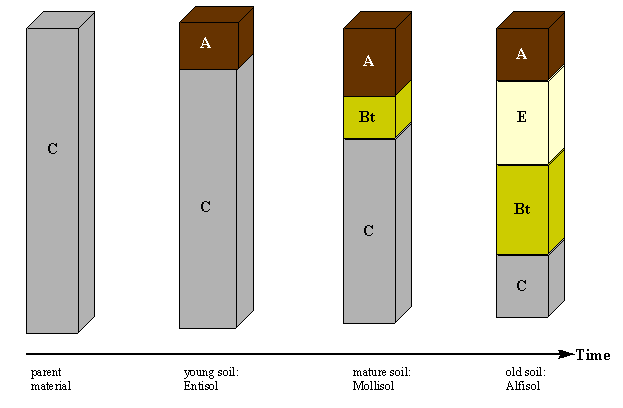 C
A
C
A
Bt
C
A
E
Bt
C
Time
parent
material
young soil:
Entisol
mature soil:
Mollisol
old soil:
Alfisol